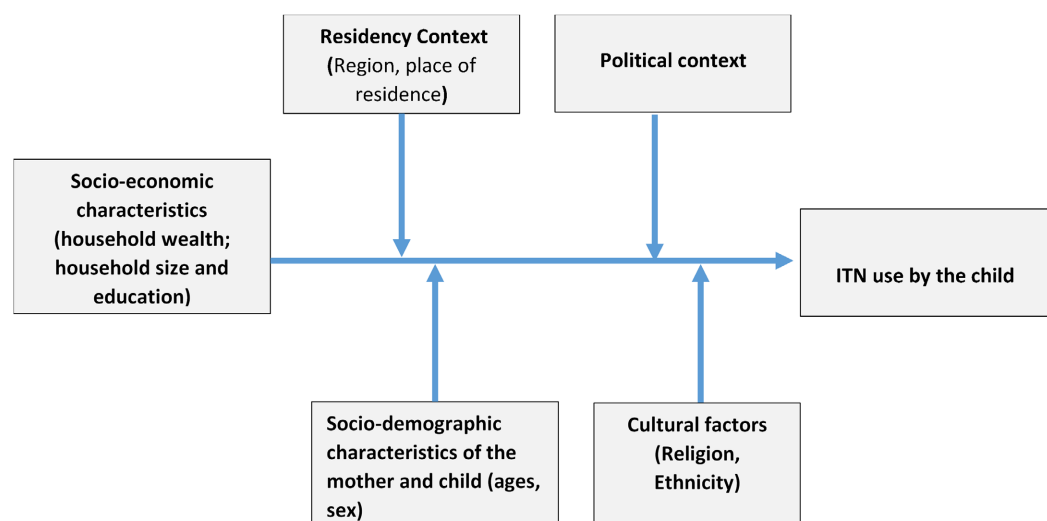 Residency Context
(Region, place of
residence)
Political context
Socio-economic
characteristics
(household wealth;
household size and
education)
ITN use by the child
Socio-demographic
characteristics of the
mother and child (ages,
sex)
Cultural factors
(Religion,
Ethnicity)